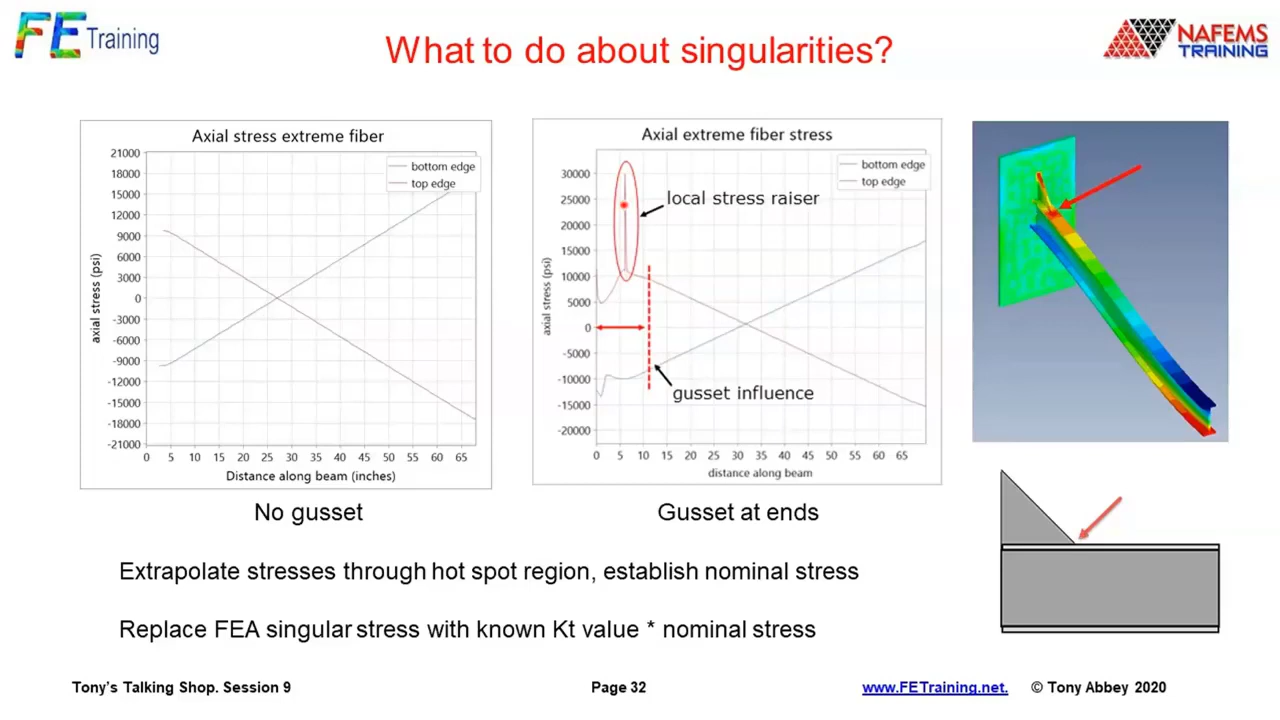 FE Training
What to do about singularities?
NAFEMS
TRAINING
Axial stress extreme fiber
bottom edge
top edge
21000
18000
15000
12000
9000
6000
3000
0
-3000
-6000
-9000
-12000
-15000
-18000
-21000
axial stress (psi)
0 5 10 15 20 25 30 35 40 45 50 55 60 65
Distance along beam (inches)
No gusset
Axial extreme fiber stress
bottom edge
top edge
local stress raiser
gusset influence
30000
25000
20000
15000
10000
5000
0
-5000
-10000
-15000
-20000
axial stress (psi)
0 5 10 15 20 25 30 35 40 45 50 55 60 65
distance along beam
Gusset at ends
Extrapolate stresses through hot spot region, establish nominal stress
Replace FEA singular stress with known Kt value * nominal stress
Tony's Talking Shop. Session 9
Page 32
www.FETraining.net.
© Tony Abbey 2020